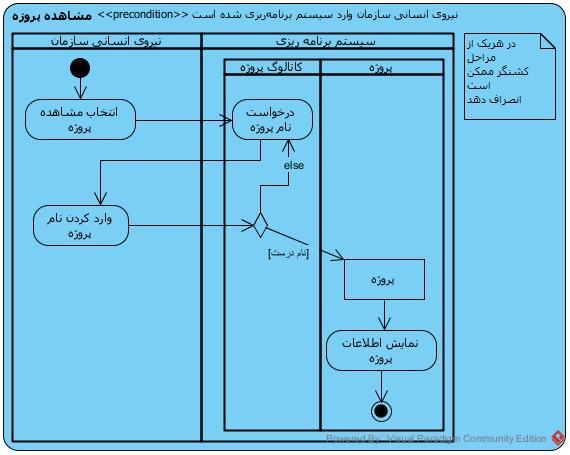 مشاهده پروژه <<precondition>> نیروی انسانی سازمان وارد سیستم برنامه‌ریزی شده است
نیروی انسانی سازمان
سیستم برنامه ریزی
کاتالوگ پروژه
پروژه
در هریک از
مراحل
کشنگر ممکن
است
انصراف دهد
انتخاب مشاهده
پروژه
درخواست
نام پروژه
else
وارد کردن نام
پروژه
[نام درست]
پروژه
نمایش اطلاعات
پروژه
Powered By Visual Paradigm Community Edition